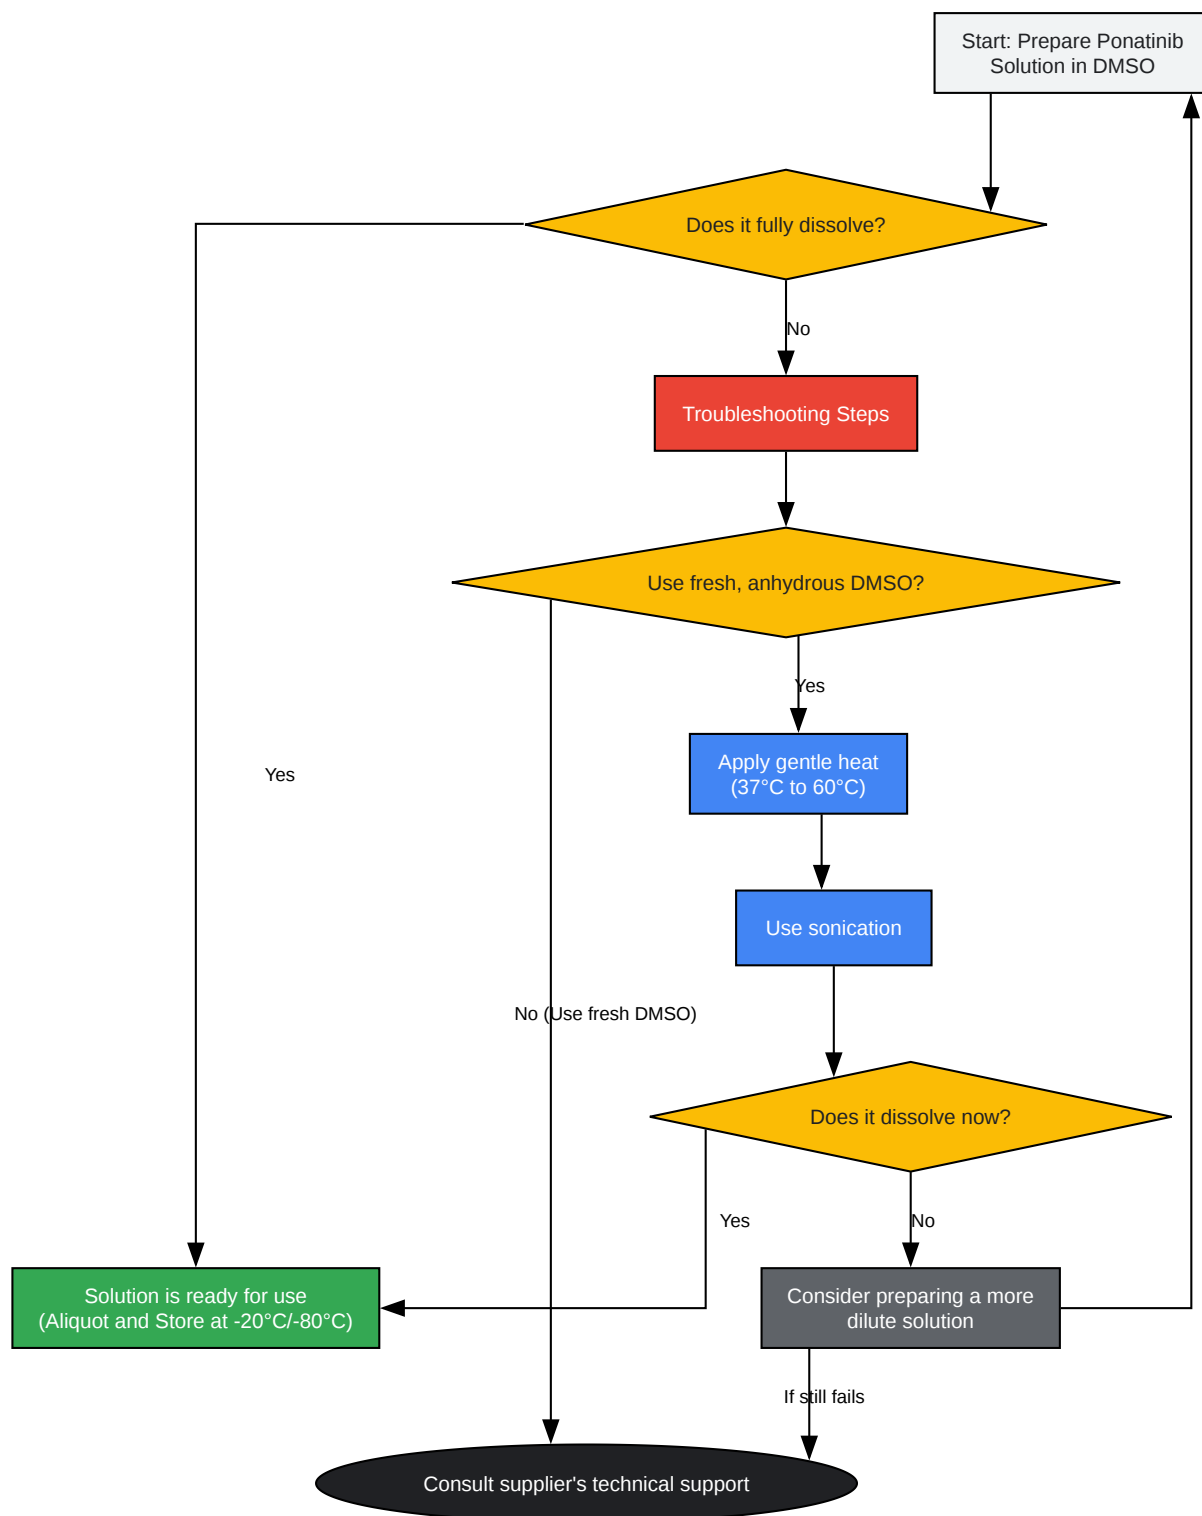 Start: Prepare Ponatinib
Solution in DMSO
Does it fully dissolve?
No
Troubleshooting Steps
Use fresh, anhydrous DMSO?
Yes
Apply gentle heat
(37°C to 60°C)
Yes
Use sonication
No (Use fresh DMSO)
Does it dissolve now?
Yes
No
Solution is ready for use
(Aliquot and Store at -20°C/-80°C)
Consider preparing a more
dilute solution
If still fails
Consult supplier's technical support